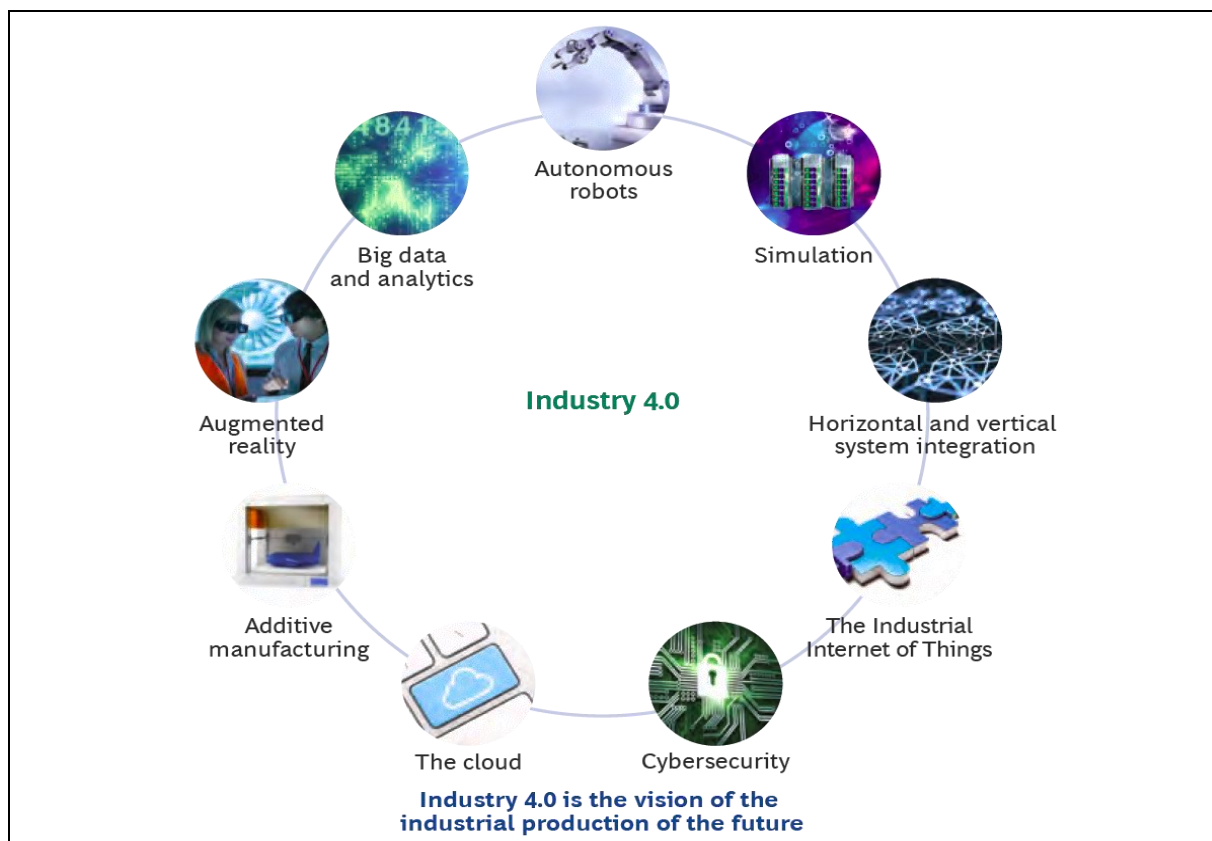 Autonomous
robots
Simulation
Horizontal and vertical
system integration
The Industrial
Internet of Things
Cybersecurity
The cloud
Additive
manufacturing
Augmented
reality
Big data
and analytics
Industry 4.0
Industry 4.0 is the vision of the
industrial production of the future